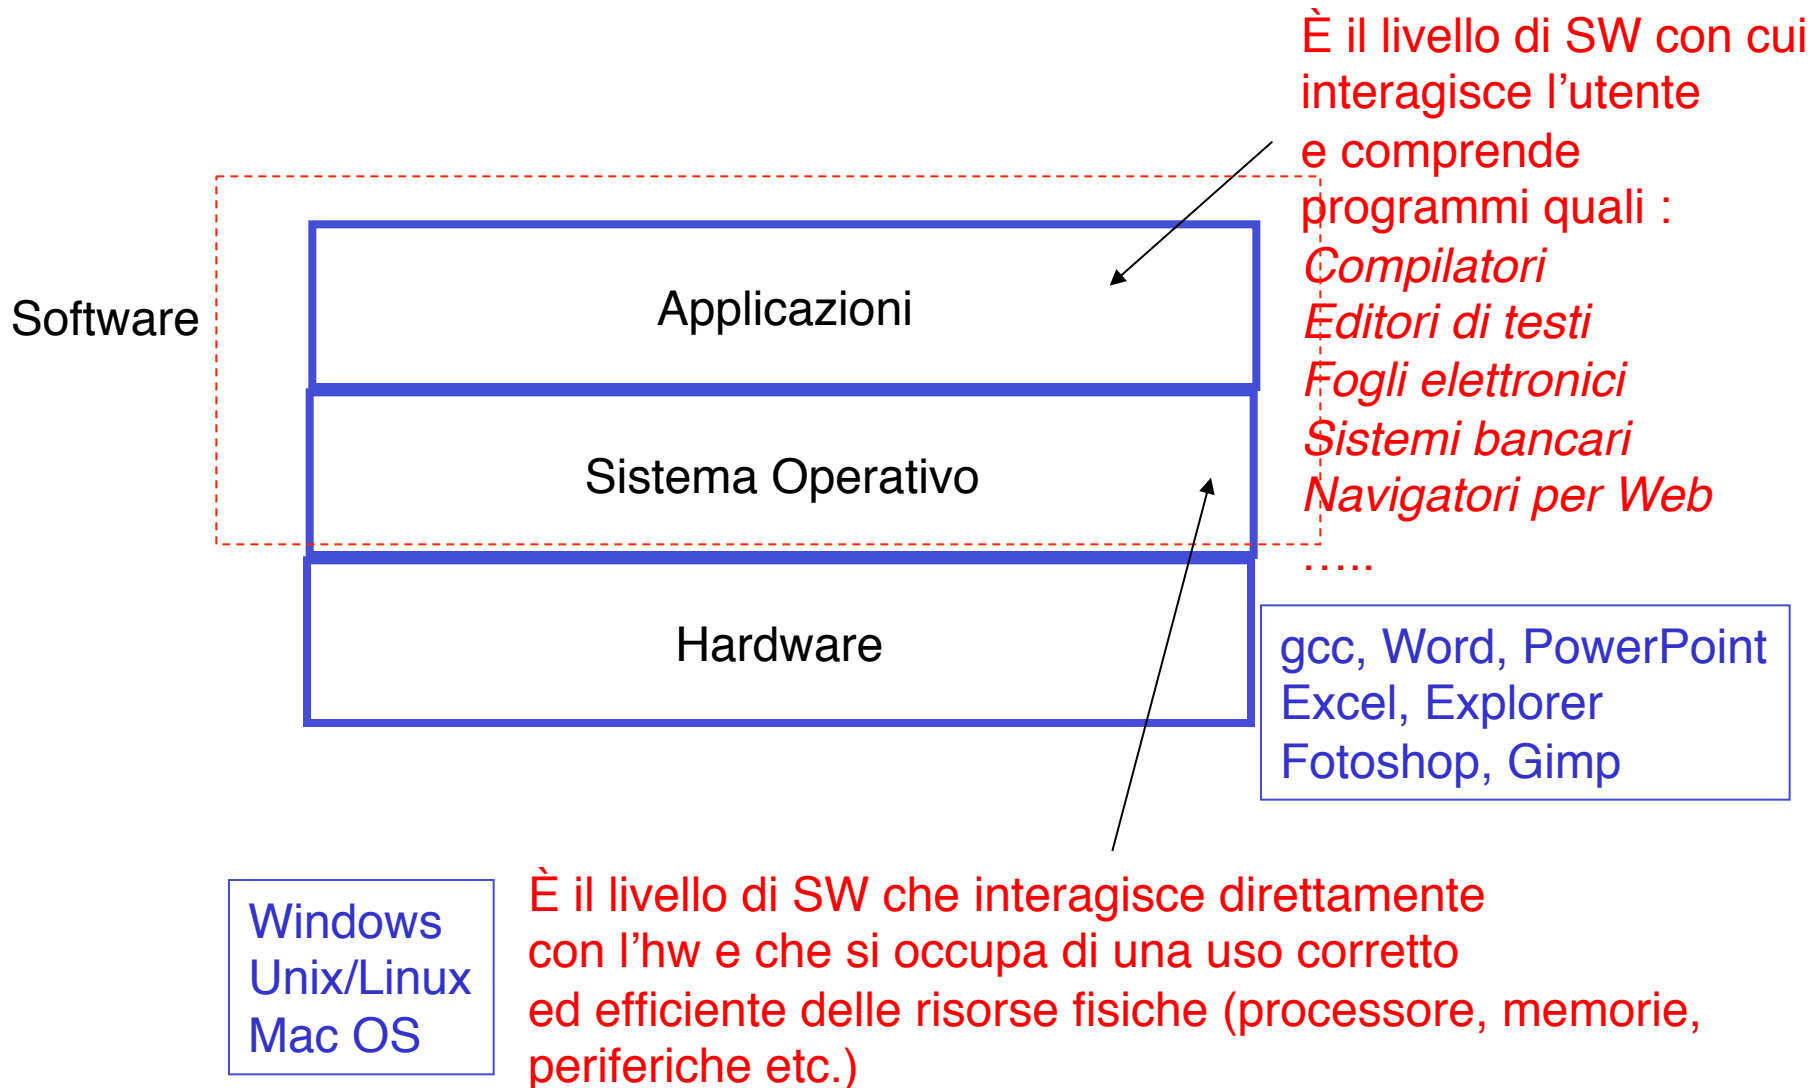 È il livello di SW con cui
interagisce l’utente
e comprende
programmi quali :
Compilatori
Editori di testi
Fogli elettronici
Sistemi bancari
Navigatori per Web
…..
Software
Applicazioni
Sistema Operativo
Hardware
gcc, Word, PowerPoint
Excel, Explorer
Fotoshop, Gimp
Windows
Unix/Linux
Mac OS
È il livello di SW che interagisce direttamente
con l’hw e che si occupa di una uso corretto
ed efficiente delle risorse fisiche (processore, memorie,
periferiche etc.)